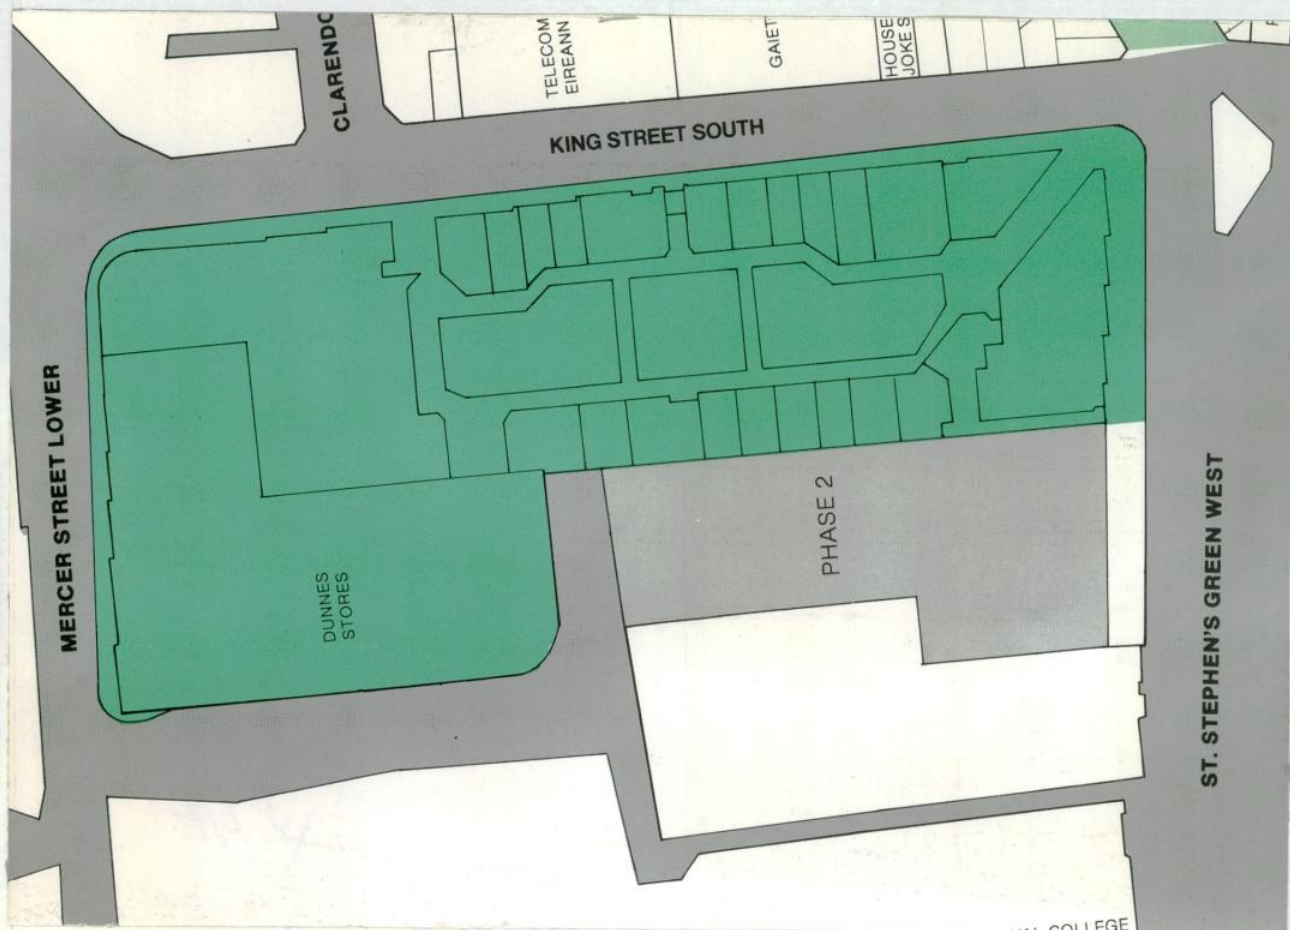 CLARENDO
TELECOM
EIREANN
GAIET
HOUSE
JOKE S
KING STREET SOUTH
MERCER STREET LOWER
DUNNES
STORES
PHASE 2
ST. STEPHEN'S GREEN WEST
COLLEGE